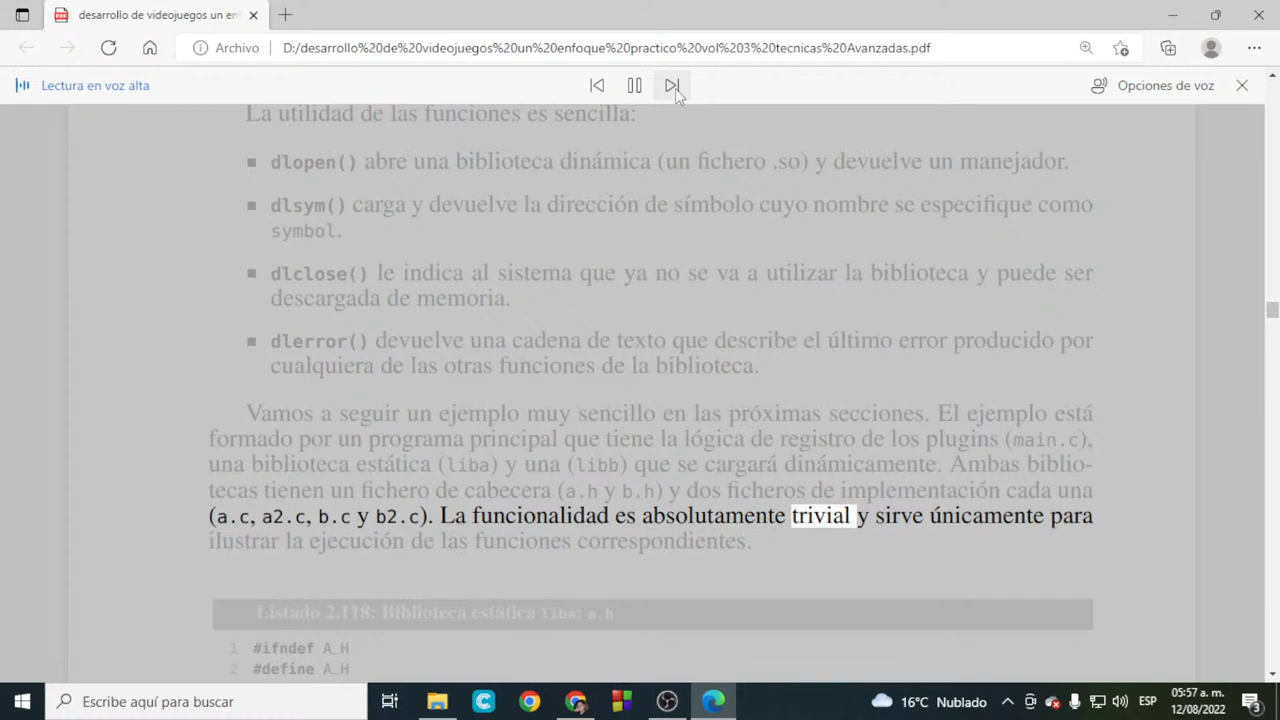 desarrollo de videojuegos un en
Archivo
D:/desarrollo%20de%20videojuegos%20un%20enfoque%20practico%20vol%203%20tecnicas%20Avanzadas.pdf
Lectura en voz alta
Opciones de voz
La utilidad de las funciones es sencilla:
dlopen() abre una biblioteca dinámica (un fichero .so) y devuelve un manejador.
dlsym() carga y devuelve la dirección de símbolo cuyo nombre se especifique como
symbol.
dlclose() le indica al sistema que ya no se va a utilizar la biblioteca y puede ser
descargada de memoria.
dlerror() devuelve una cadena de texto que describe el último error producido por
cualquiera de las otras funciones de la biblioteca.
Vamos a seguir un ejemplo muy sencillo en las próximas secciones. El ejemplo está
formado por un programa principal que tiene la lógica de registro de los plugins (main.c),
una biblioteca estática (liba) y una (libb) que se cargará dinámicamente. Ambas biblio-
tecas tienen un fichero de cabecera (a.h y b.h) y dos ficheros de implementación cada una
(a.c, a2.c, b.c y b2.c). La funcionalidad es absolutamente trivial y sirve únicamente para
ilustrar la ejecución de las funciones correspondientes.
Listado 2.118: Biblioteca estática liba: a.h
1 #ifndef A_H
2 #define A_H
Escribe aquí para buscar
16°C Nublado
ESP
05:57 a. m.
12/08/2022
3